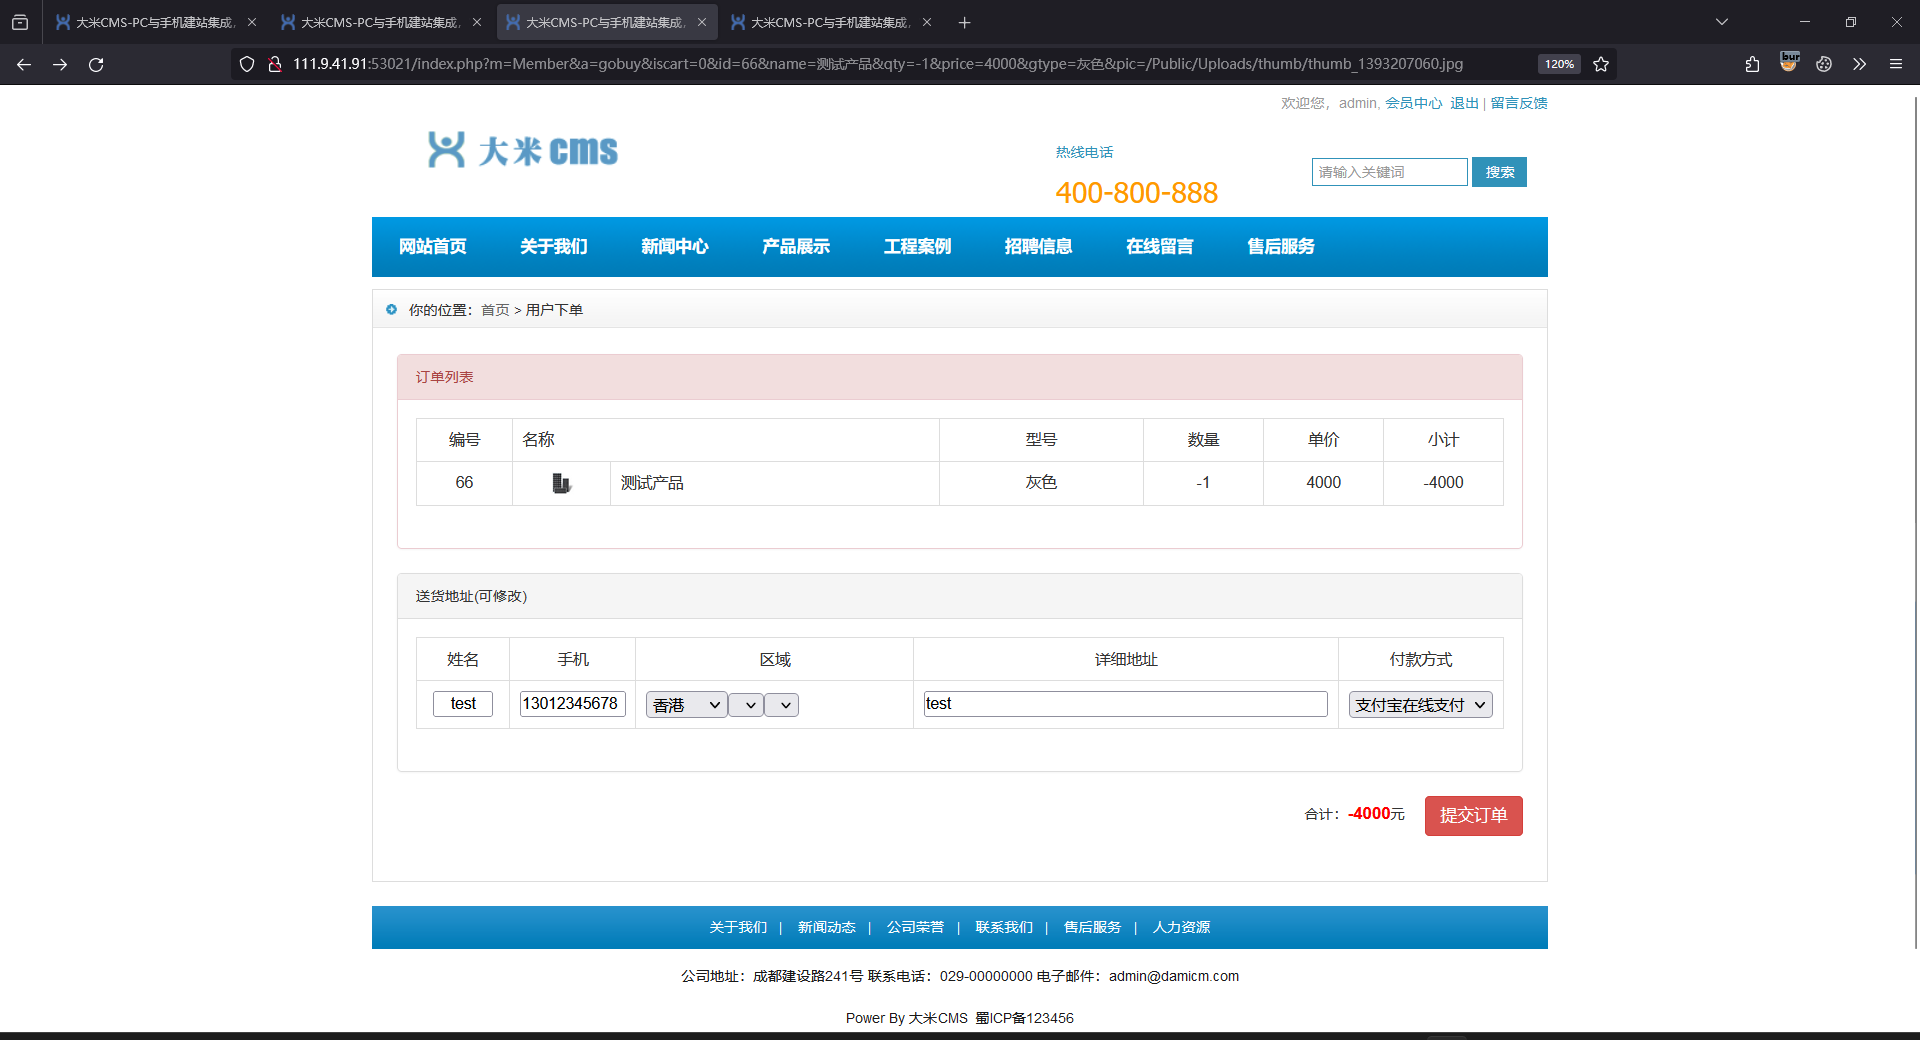 大米CMS-PC与手机建站集成,
大米CMS-PC与手机建站集成,
大米CMS-PC与手机建站集成,
大米CMS-PC与手机建站集成,
111.9.41.91:53021/index.php?m=Member&a=gobuy&iscart=0&id=66&name=测试产品&qty=-1&price=4000&gtype=灰色&pic=/Public/Uploads/thumb/thumb_1393207060.jpg
120%
欢迎您，admin, 会员中心 退出 | 留言反馈
大米cms
热线电话
400-800-888
请输入关键词
搜索
网站首页 关于我们 新闻中心 产品展示 工程案例 招聘信息 在线留言 售后服务
你的位置：首页 > 用户下单
订单列表
编号 名称 型号 数量 单价 小计
66 测试产品 灰色 -1 4000 -4000
送货地址(可修改)
姓名 手机 区域 详细地址 付款方式
test 13012345678 香港 test 支付宝在线支付
合计：-4000元 提交订单
关于我们 | 新闻动态 | 公司荣誉 | 联系我们 | 售后服务 | 人力资源
公司地址：成都建设路241号 联系电话：029-00000000 电子邮件：admin@damicm.com
Power By 大米CMS 蜀ICP备123456